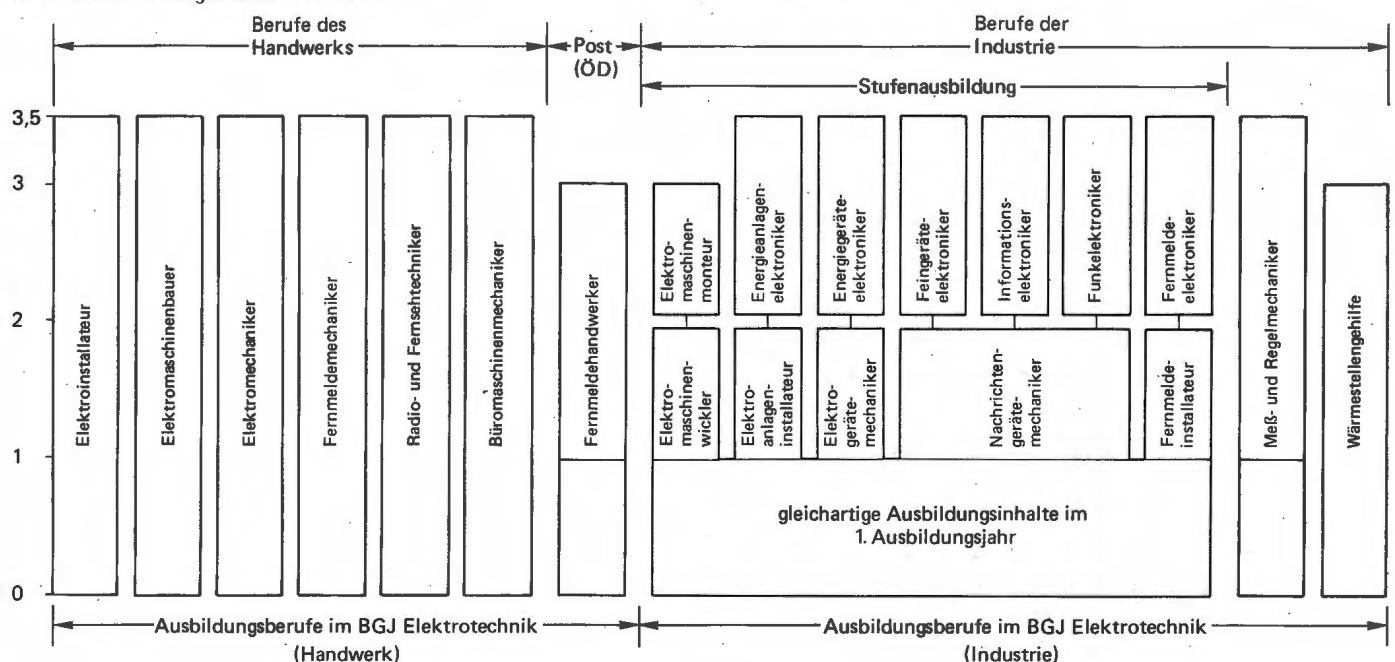 Berufe des
Handwerks
Post
(ÖD)
Berufe der
Industrie
Stufenausbildung
3,5
3
2
1
0
Elektroinstallateur
Elektromaschinenbauer
Elektromechaniker
Fernmeldemechaniker
Radio- und Fernsehtechniker
Büromaschinenmechaniker
Fernmeldehandwerker
Elektro-
maschinen-
monteur
Energieanlagen-
elektroniker
Energiegeräte-
elektroniker
Feingeräte-
elektroniker
Informations-
elektroniker
Funkelektroniker
Fernmelde-
elektroniker
Elektro-
maschinen-
wickler
Elektro-
anlagen-
installateur
Elektro-
geräte-
mechaniker
Nachrichten-
geräte-
mechaniker
Fernmelde-
installateur
Meß- und Regelmechaniker
Wärmestellengehilfe
gleichartige Ausbildungsinhalte im
1. Ausbildungsjahr
Ausbildungsberufe im BGJ Elektrotechnik
(Handwerk)
Ausbildungsberufe im BGJ Elektrotechnik
(Industrie)